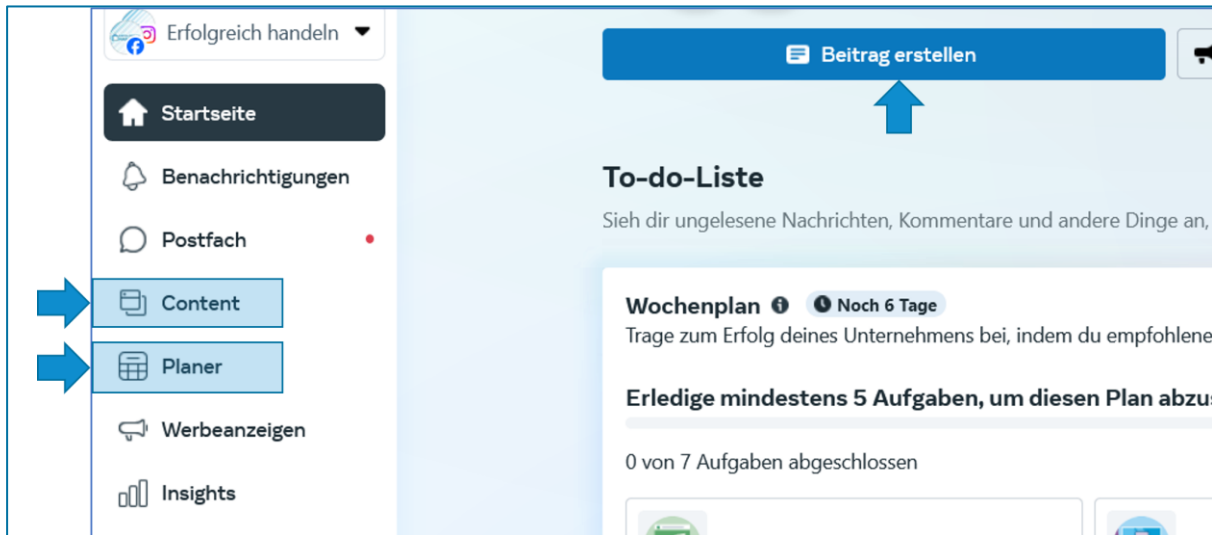 Erfolgreich handeln
Startseite
Benachrichtigungen
Postfach
Content
Planer
Werbeanzeigen
Insights
Beitrag erstellen
To-do-Liste
Sieh dir ungelesene Nachrichten, Kommentare und andere Dinge an,
Wochenplan Noch 6 Tage
Trage zum Erfolg deines Unternehmens bei, indem du empfohlene
Erledige mindestens 5 Aufgaben, um diesen Plan
0 von 7 Aufgaben abgeschlossen